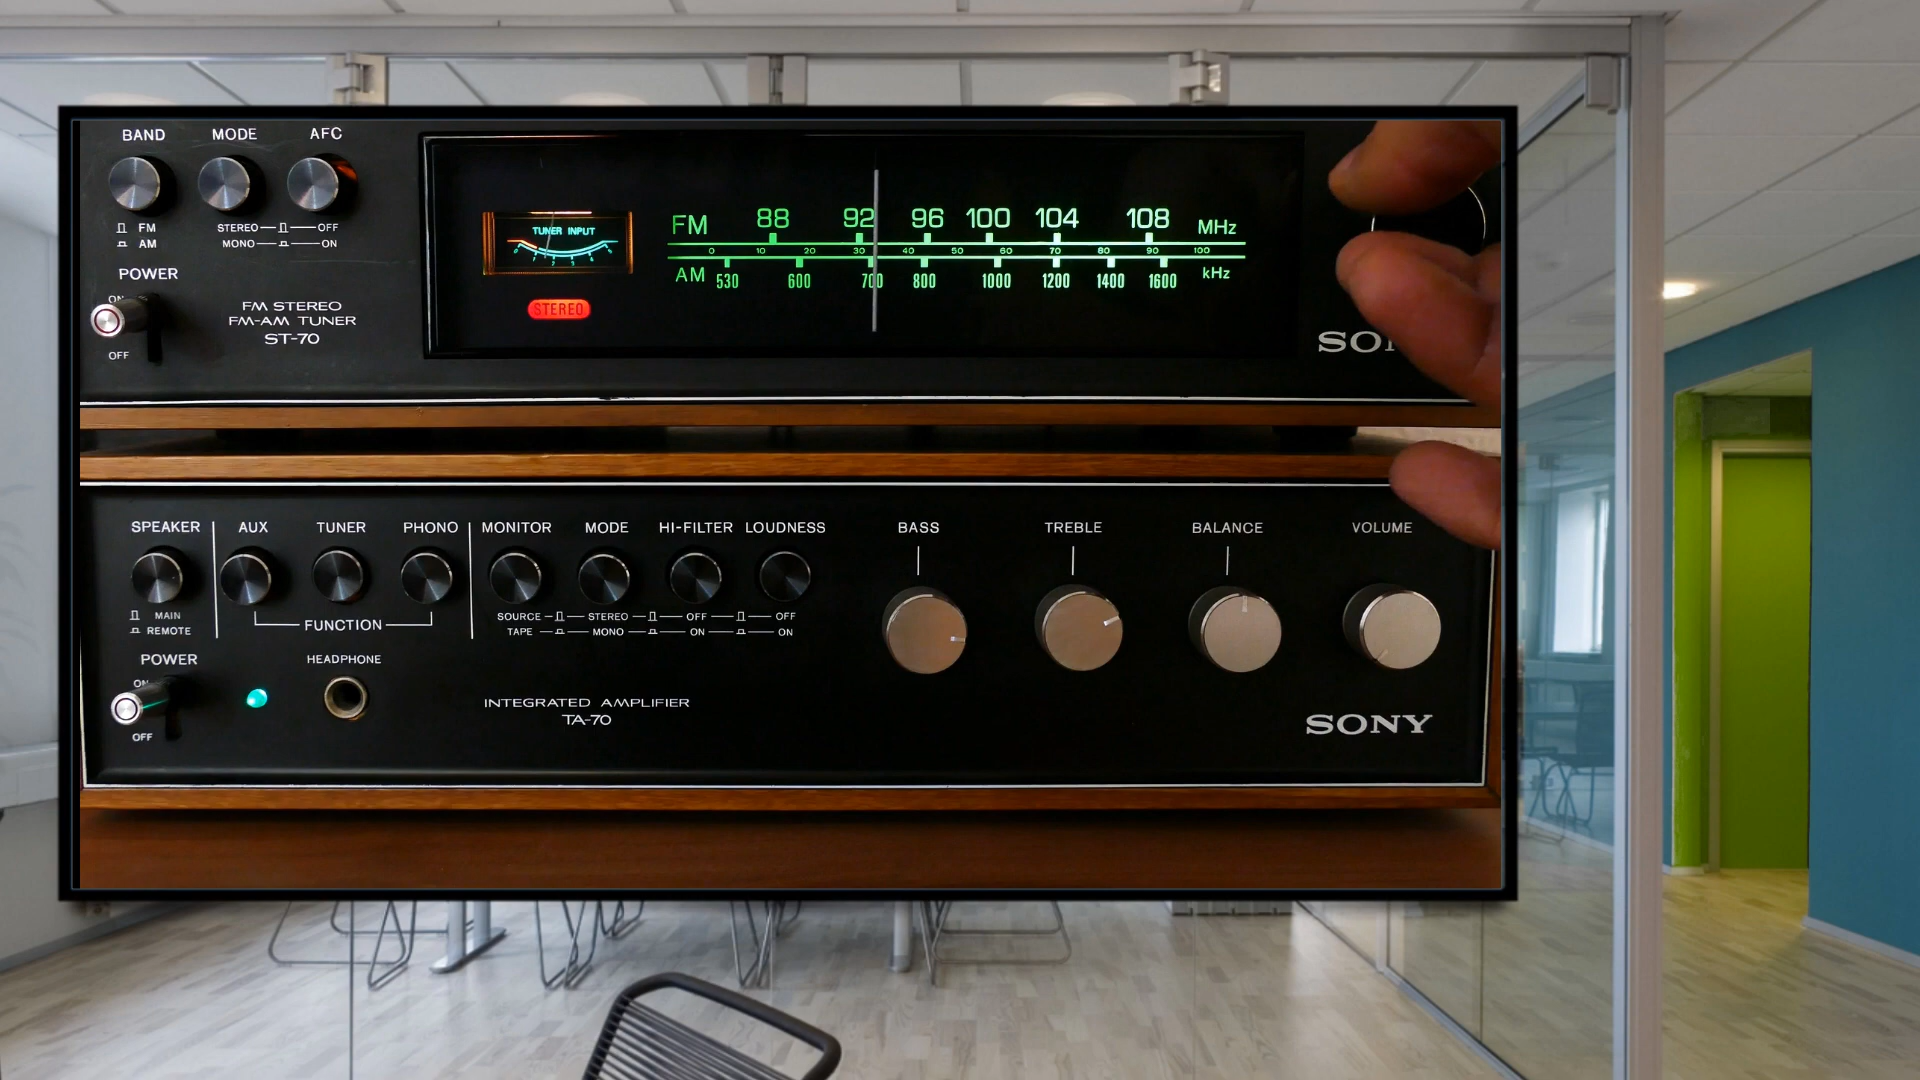 BAND MODE AFC
FM
AM
STEREO OFF
MONO ON
POWER
ON
OFF
FM STEREO
FM-AM TUNER
ST-70
TUNER INPUT
STEREO
FM 88 92 96 100 104 108 MHz
0 10 20 30 40 50 60 70 80 90 100
AM 530 600 700 800 1000 1200 1400 1600 kHz
SON
SPEAKER AUX TUNER PHONO MONITOR MODE HI-FILTER LOUDNESS BASS TREBLE BALANCE VOLUME
MAIN
REMOTE
FUNCTION
SOURCE STEREO OFF OFF
TAPE MONO ON ON
POWER
ON
OFF
HEADPHONE
INTEGRATED AMPLIFIER
TA-70
SONY